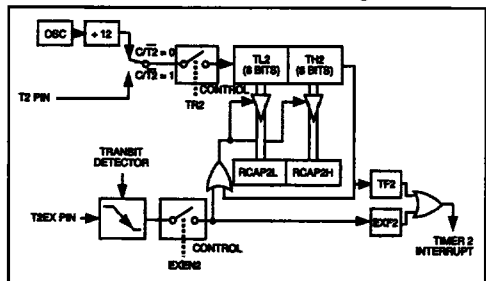 OSC
÷ 12
C/T2 = 0
C/T2 = 1
T2 PIN
TR2
CONTROL
TL2
(8 BITS)
TH2
(8 BITS)
TRANSIT
DETECTOR
RCAP2L
RCAP2H
T2EX PIN
CONTROL
EXEN2
TF2
EXF2
TIMER 2
INTERRUPT